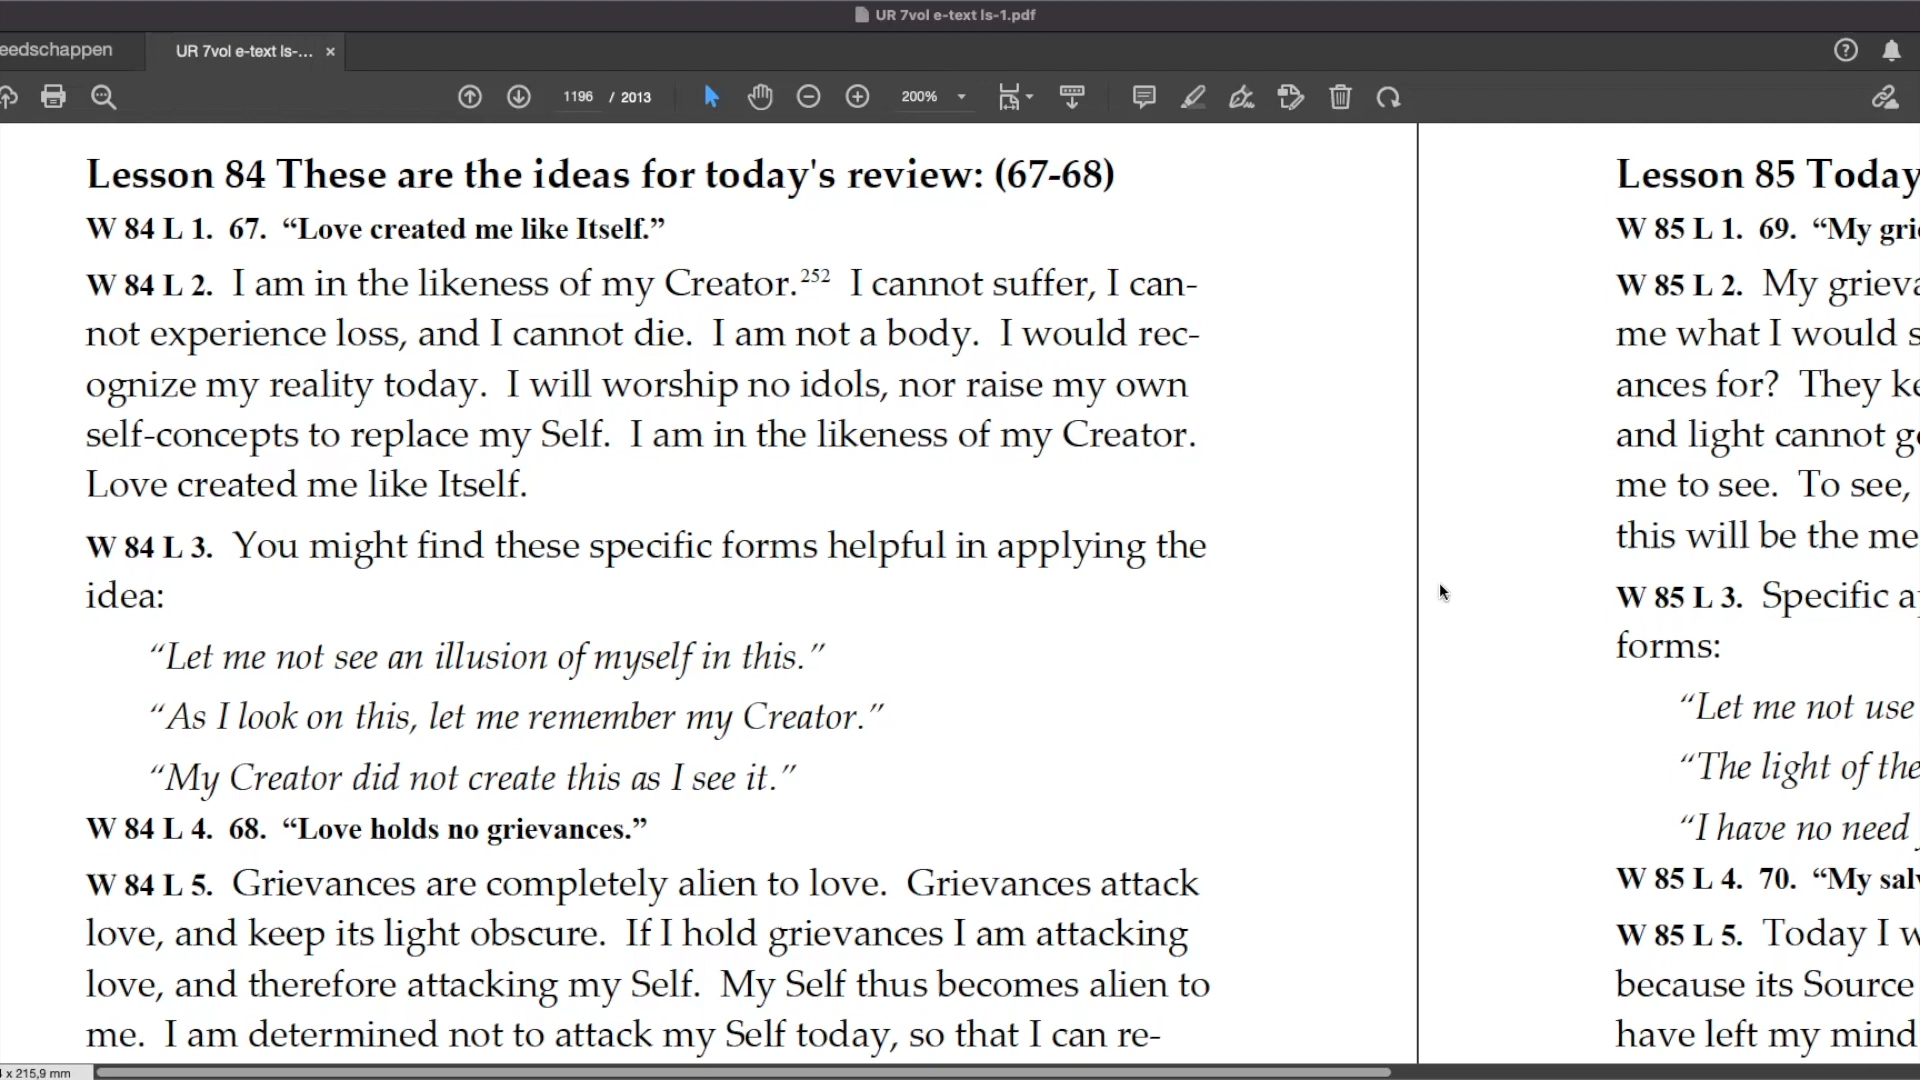 UR 7vol e-text ls-1.pdf
eedschappen
UR 7vol e-text ls-... ×
1196 / 2013
200%
Lesson 84 These are the ideas for today's review: (67-68)
W 84 L 1. 67. “Love created me like Itself.”
W 84 L 2. I am in the likeness of my Creator.252 I cannot suffer, I can-
not experience loss, and I cannot die. I am not a body. I would rec-
ognize my reality today. I will worship no idols, nor raise my own
self-concepts to replace my Self. I am in the likeness of my Creator.
Love created me like Itself.
W 84 L 3. You might find these specific forms helpful in applying the
idea:
“Let me not see an illusion of myself in this.”
“As I look on this, let me remember my Creator.”
“My Creator did not create this as I see it.”
W 84 L 4. 68. “Love holds no grievances.”
W 84 L 5. Grievances are completely alien to love. Grievances attack
love, and keep its light obscure. If I hold grievances I am attacking
love, and therefore attacking my Self. My Self thus becomes alien to
me. I am determined not to attack my Self today, so that I can re-
Lesson 85 Today
W 85 L 1. 69. “My gri
W 85 L 2. My grieva
me what I would s
ances for? They ke
and light cannot g
me to see. To see,
this will be the me
W 85 L 3. Specific a
forms:
“Let me not use
“The light of the
“I have no need
W 85 L 4. 70. “My sal
W 85 L 5. Today I w
because its Source
have left my mind
x 215,9 mm